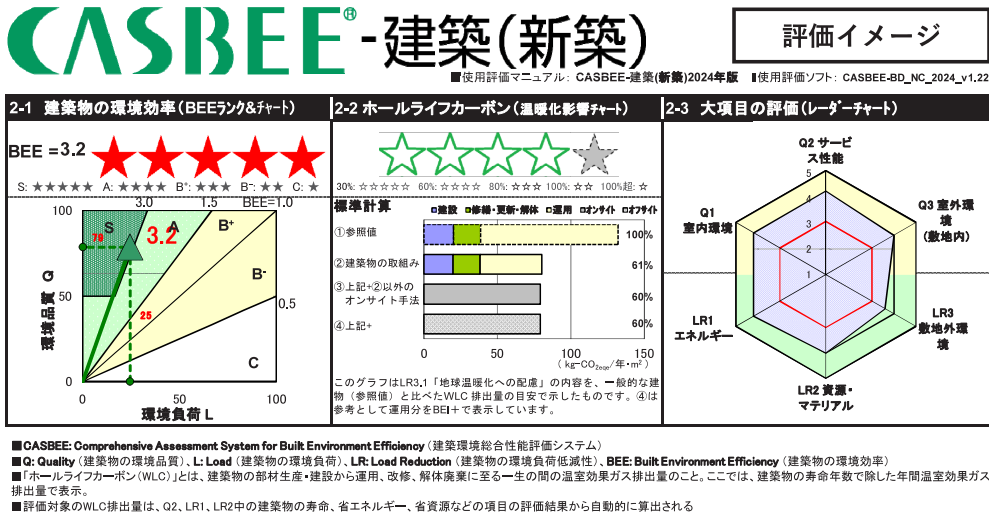 CASBEE®-建築(新築)
評価イメージ
■使用評価マニュアル: CASBEE-建築(新築)2024年版 ▮使用評価ソフト: CASBEE-BD_NC_2024_v1.22
2-1 建築物の環境効率(BEEランク&チャート)
BEE = 3.2 ★★★★★
S: ★★★★★ A: ★★★★ B⁺: ★★★ B⁻: ★★ C: ★
3.0 1.5 BEE=1.0
100
S A B⁺
78
3.2
環境品質 Q
B⁻
50
0.5
25
C
0
0 50 100
環境負荷 L
2-2 ホールライフカーボン(温暖化影響チャート)
☆☆☆☆★
30%: ☆☆☆☆☆ 60%: ☆☆☆☆ 80%: ☆☆☆ 100%: ☆☆ 100%超: ☆
標準計算
■建設 ■修繕・更新・解体 □運用 □オンサイト □オフサイト
①参照値 100%
②建築物の取組み 61%
③上記+②以外の
オンサイト手法 60%
④上記+ 60%
0 50 100 150
(kg-CO2eqe/年・m²)
このグラフはLR3.1「地球温暖化への配慮」の内容を、一般的な建
物(参照値)と比べたWLC 排出量の目安で示したものです。④は
参考として運用分をBEI+で表示しています。
2-3 大項目の評価(レーダーチャート)
Q2 サービ
ス性能
5
4
3
2
1
Q1
室内環境
Q3 室外環
境
(敷地内)
LR1
エネルギー
LR3
敷地外環
境
LR2 資源・
マテリアル
■CASBEE: Comprehensive Assessment System for Built Environment Efficiency (建築環境総合性能評価システム)
■Q: Quality (建築物の環境品質)、L: Load (建築物の環境負荷)、LR: Load Reduction (建築物の環境負荷低減性)、BEE: Built Environment Efficiency (建築物の環境効率)
■「ホールライフカーボン(WLC)」とは、建築物の部材生産・建設から運用、改修、解体廃棄に至る一生の間の温室効果ガス排出量のこと。ここでは、建築物の寿命年数で除した年間温室効果ガス
排出量で表示。
■評価対象のWLC排出量は、Q2、LR1、LR2中の建築物の寿命、省エネルギー、省資源などの項目の評価結果から自動的に算出される